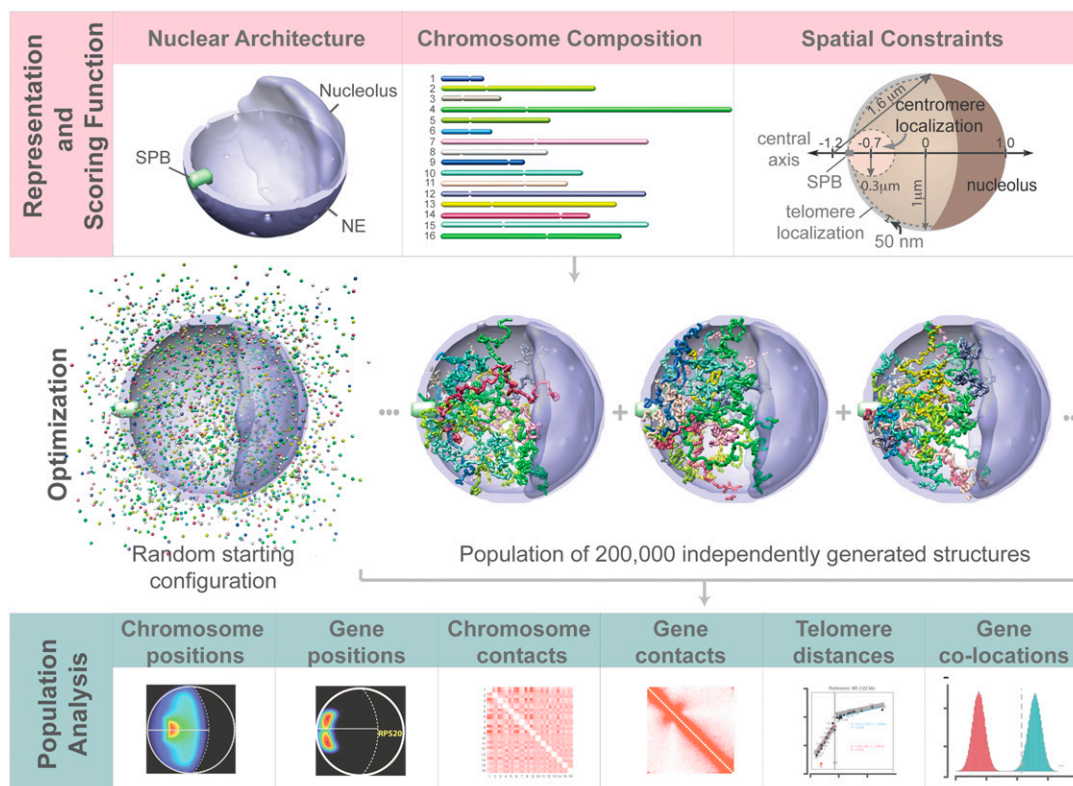 Representation
and
Scoring Function
Nuclear Architecture
Nucleolus
SPB
NE
Chromosome Composition
1
2
3
4
5
6
7
8
9
10
11
12
13
14
15
16
Spatial Constraints
1.6 µm
centromere
localization
central
axis
-1.2
-0.7
0
1.0
SPB
0.3µm
nucleolus
1µm
telomere
localization
50 nm
Optimization
...
+
+
...
Random starting
configuration
Population of 200,000 independently generated structures
Population
Analysis
Chromosome
positions
Gene
positions
RPS20
Chromosome
contacts
Gene
contacts
Telomere
distances
Gene
co-locations